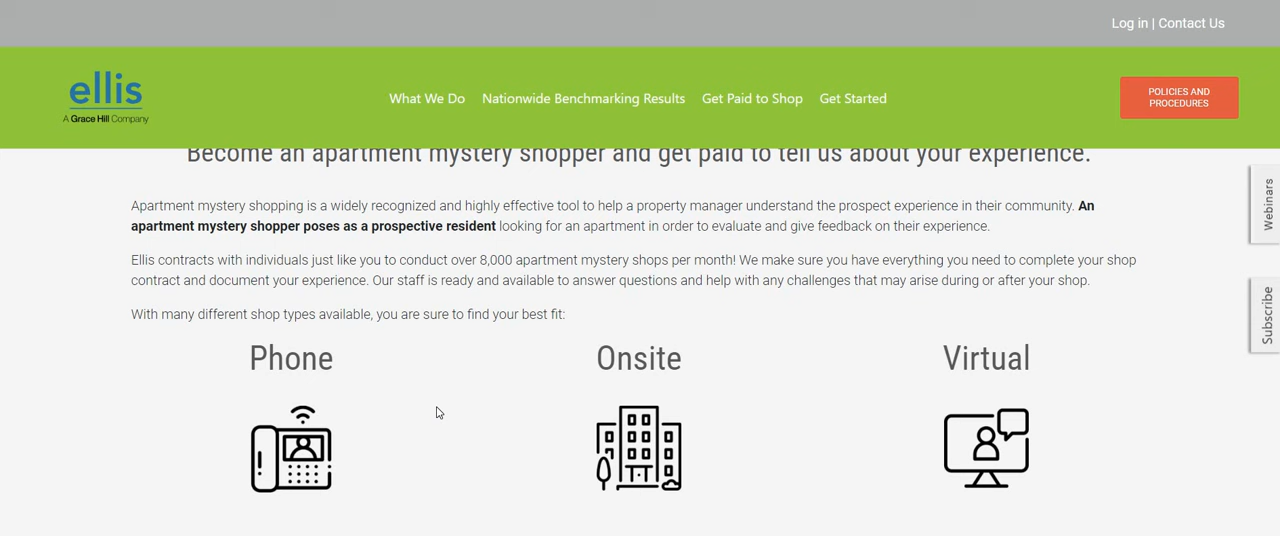 Log in | Contact Us
ellis
A Grace Hill Company
What We Do
Nationwide Benchmarking Results
Get Paid to Shop
Get Started
POLICIES AND
PROCEDURES
Become an apartment mystery shopper and get paid to tell us about your experience.
Apartment mystery shopping is a widely recognized and highly effective tool to help a property manager understand the prospect experience in their community. An
apartment mystery shopper poses as a prospective resident looking for an apartment in order to evaluate and give feedback on their experience.
Ellis contracts with individuals just like you to conduct over 8,000 apartment mystery shops per month! We make sure you have everything you need to complete your shop
contract and document your experience. Our staff is ready and available to answer questions and help with any challenges that may arise during or after your shop.
With many different shop types available, you are sure to find your best fit:
Phone
Onsite
Virtual
Webinars
Subscribe